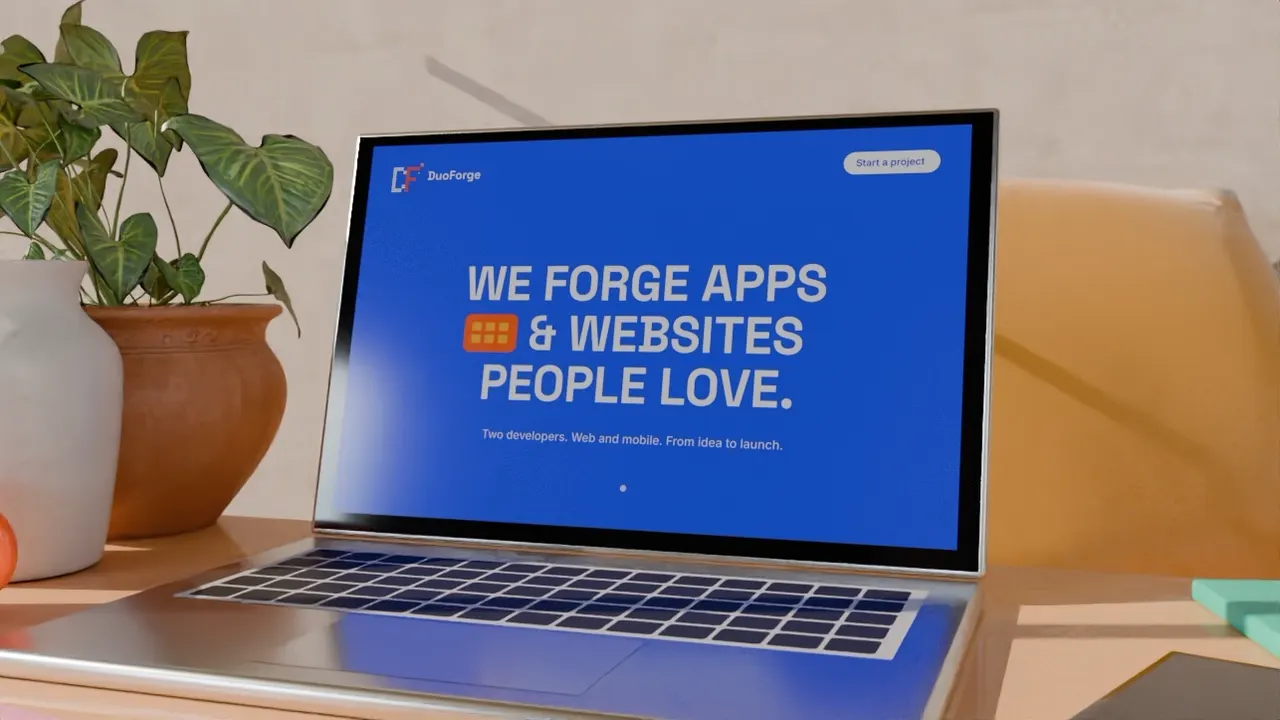 DF
DuoForge
Start a project
WE FORGE APPS
& WEBSITES
PEOPLE LOVE.
Two developers. Web and mobile. From idea to launch.